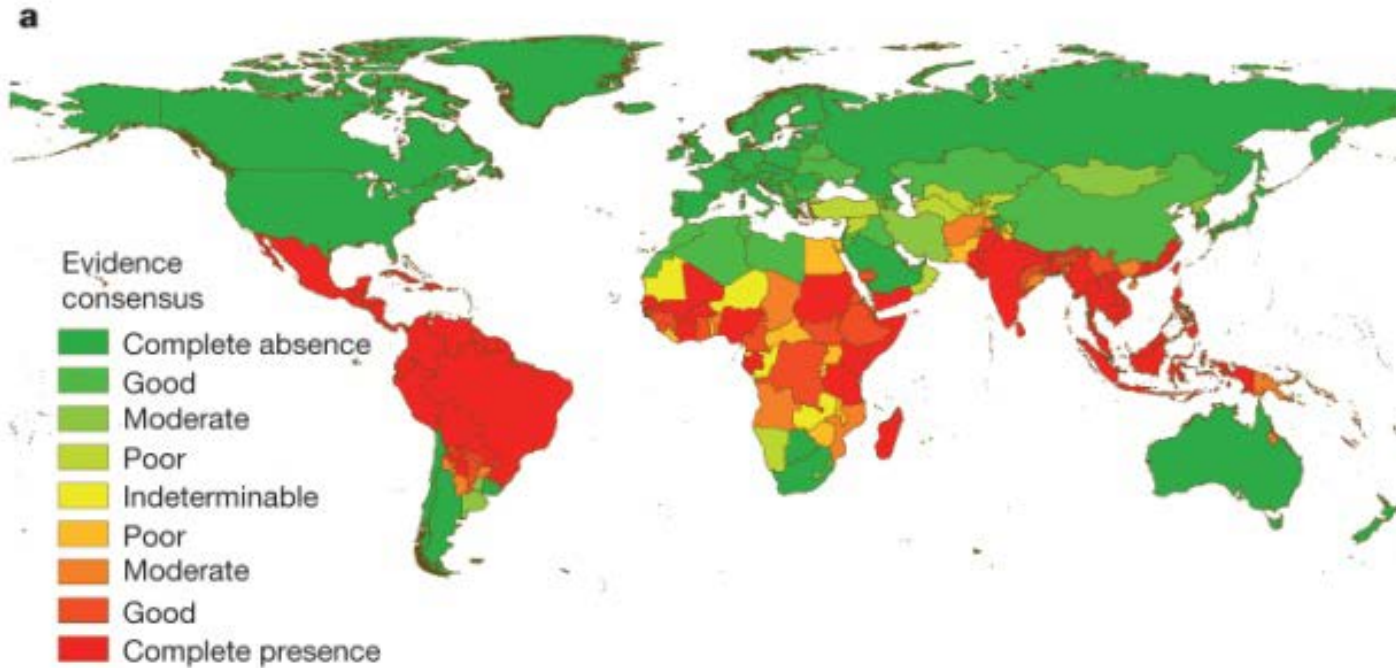 a
Evidence
consensus
Complete absence
Good
Moderate
Poor
Indeterminable
Poor
Moderate
Good
Complete presence